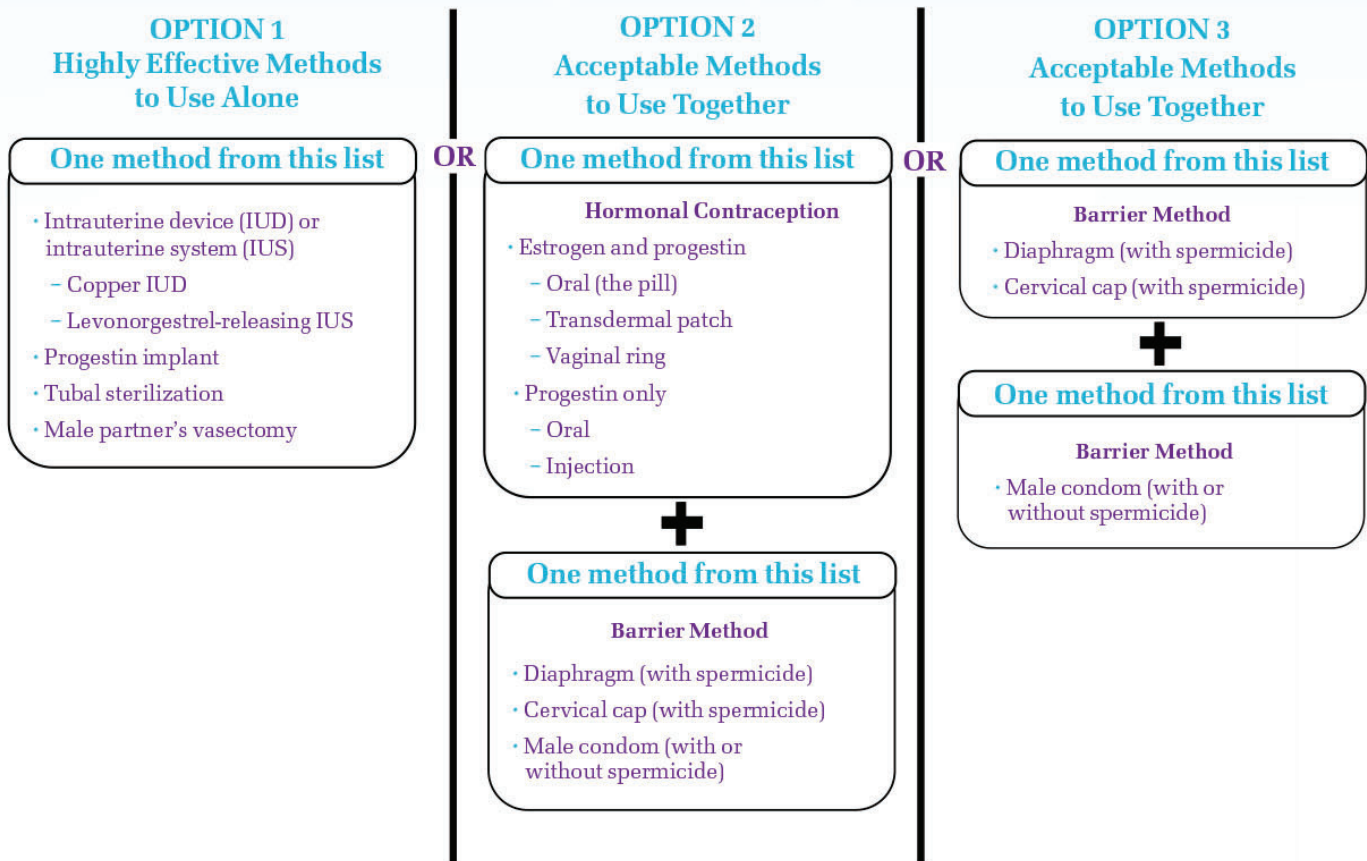 OPTION 1
Highly Effective Methods
to Use Alone
One method from this list
· Intrauterine device (IUD) or
intrauterine system (IUS)
– Copper IUD
– Levonorgestrel-releasing IUS
· Progestin implant
· Tubal sterilization
· Male partner's vasectomy
OR
OPTION 2
Acceptable Methods
to Use Together
One method from this list
Hormonal Contraception
· Estrogen and progestin
– Oral (the pill)
– Transdermal patch
– Vaginal ring
· Progestin only
– Oral
– Injection
+
One method from this list
Barrier Method
· Diaphragm (with spermicide)
· Cervical cap (with spermicide)
· Male condom (with or
without spermicide)
OR
OPTION 3
Acceptable Methods
to Use Together
One method from this list
Barrier Method
· Diaphragm (with spermicide)
· Cervical cap (with spermicide)
+
One method from this list
Barrier Method
· Male condom (with or
without spermicide)